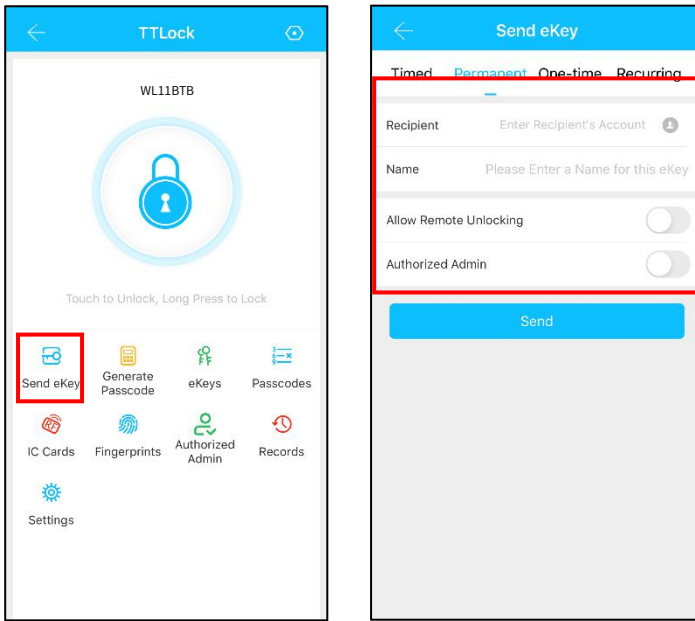 TTLock
WL11BTB
Touch to Unlock, Long Press to Lock
Send eKey
Generate
Passcode
eKeys
Passcodes
IC Cards
Fingerprints
Authorized
Admin
Records
Settings
Send eKey
Timed Permanent One-time Recurring
Recipient Enter Recipient's Account
Name Please Enter a Name for this eKey
Allow Remote Unlocking
Authorized Admin
Send